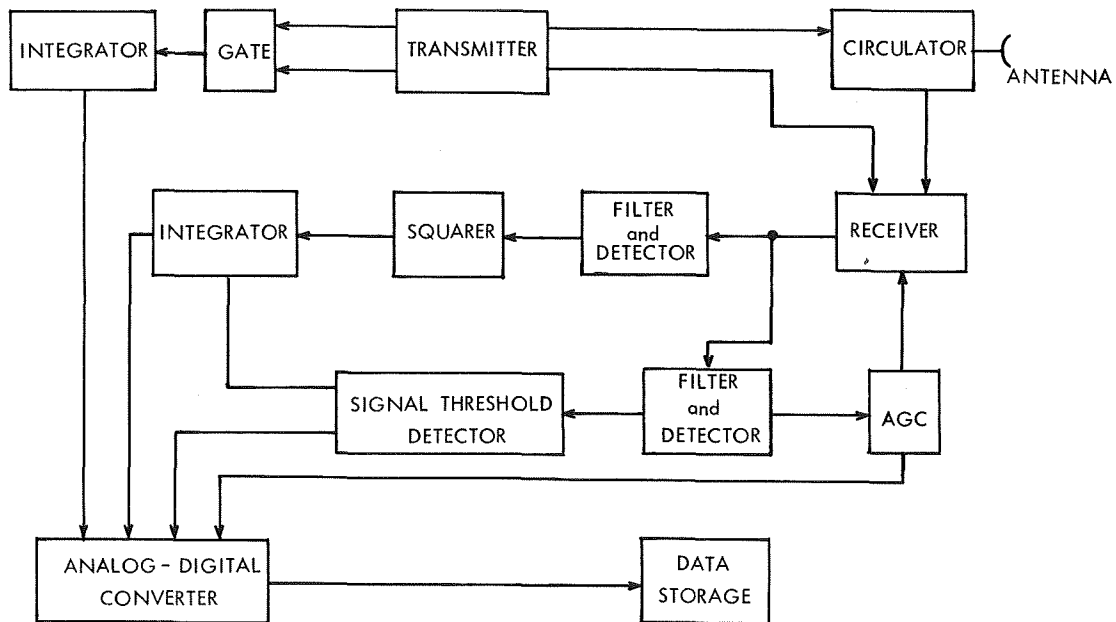 INTEGRATOR
GATE
TRANSMITTER
CIRCULATOR
ANTENNA
INTEGRATOR
SQUARER
FILTER
and
DETECTOR
RECEIVER
SIGNAL THRESHOLD
DETECTOR
FILTER
and
DETECTOR
AGC
ANALOG - DIGITAL
CONVERTER
DATA
STORAGE